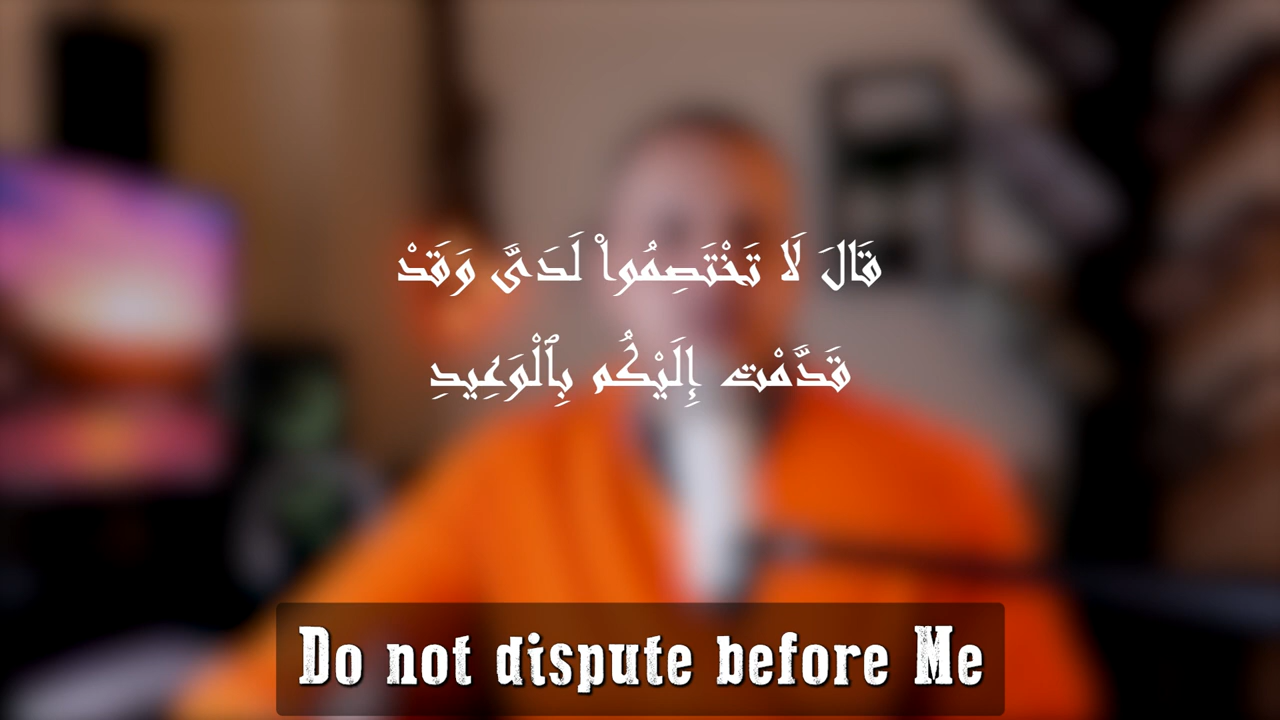 قَالَ لَا تَخْتَصِمُوا۟ لَدَىَّ وَقَدْ
قَدَّمْتُ إِلَيْكُم بِٱلْوَعِيدِ
Do not dispute before Me